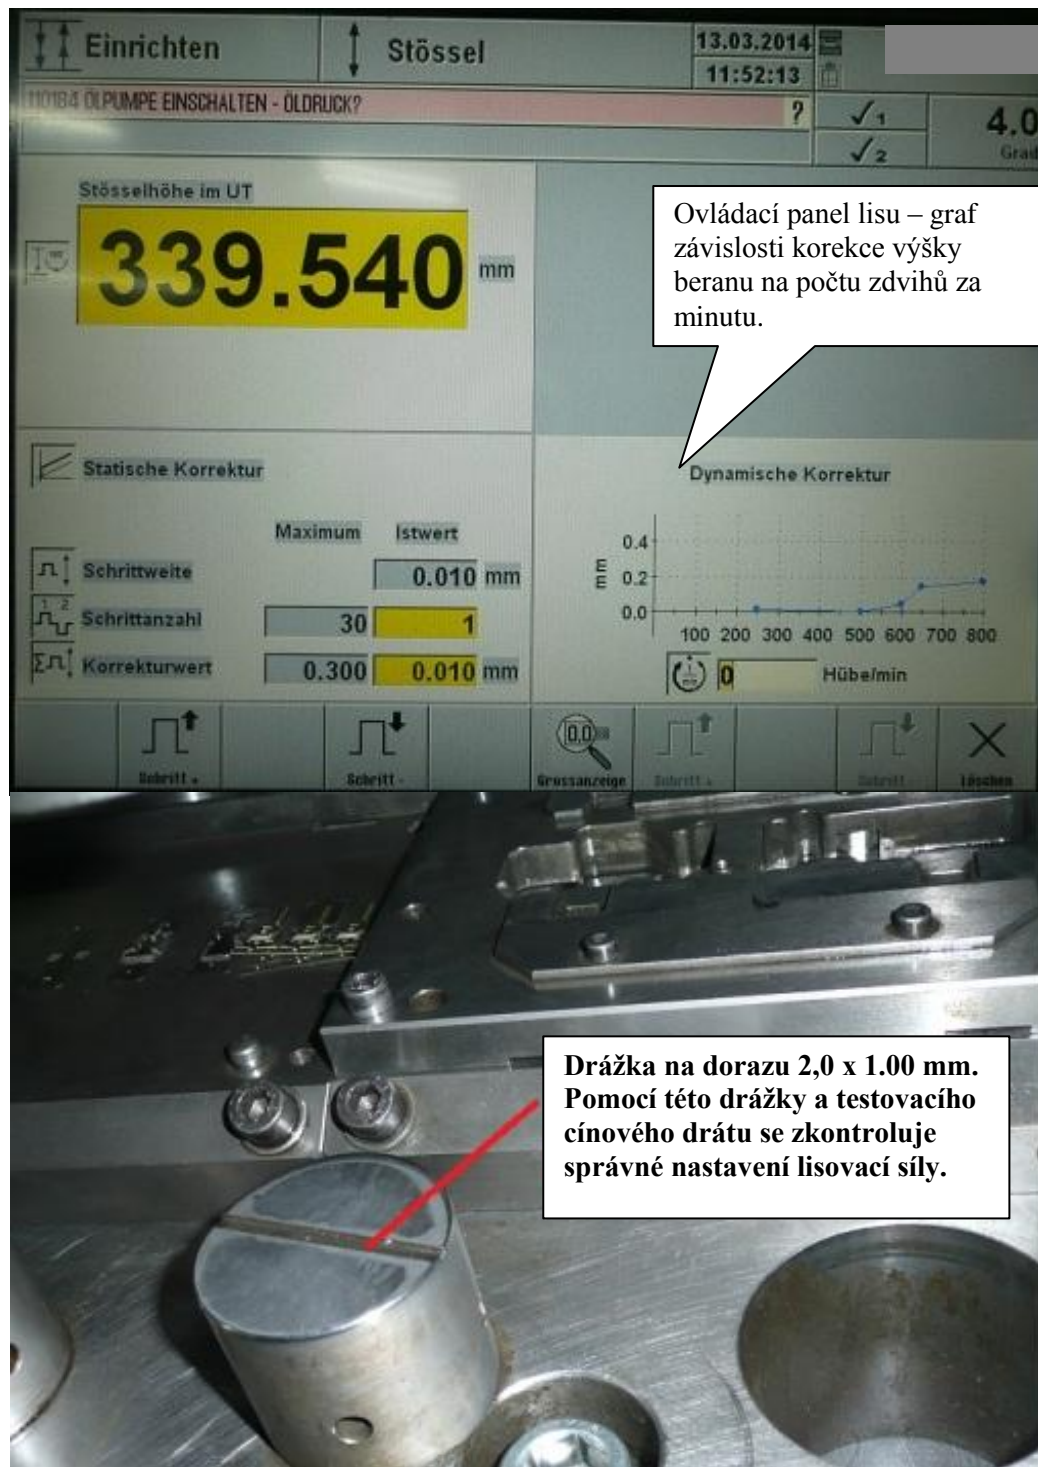 Einrichten
Stössel
13.03.2014
11:52:13
110184 ÖLPUMPE EINSCHALTEN - ÖLDRUCK?
?
✓ 1
✓ 2
4.0
Grad
Stösselhöhe im UT
339.540 mm
Ovládací panel lisu – graf
závislosti korekce výšky
beranu na počtu zdvihů za
minutu.
Statische Korrektur
Maximum Istwert
Schrittweite 0.010 mm
Schrittanzahl 30 1
Korrekturwert 0.300 0.010 mm
Dynamische Korrektur
mm
0.4
0.2
0.0
100 200 300 400 500 600 700 800
0 Hübe/min
Schritt +
Schritt -
0,0
Grossanzeige
Schritt +
Schritt -
Löschen
Drážka na dorazu 2,0 x 1.00 mm.
Pomocí této drážky a testovacího
cínového drátu se zkontroluje
správné nastavení lisovací síly.